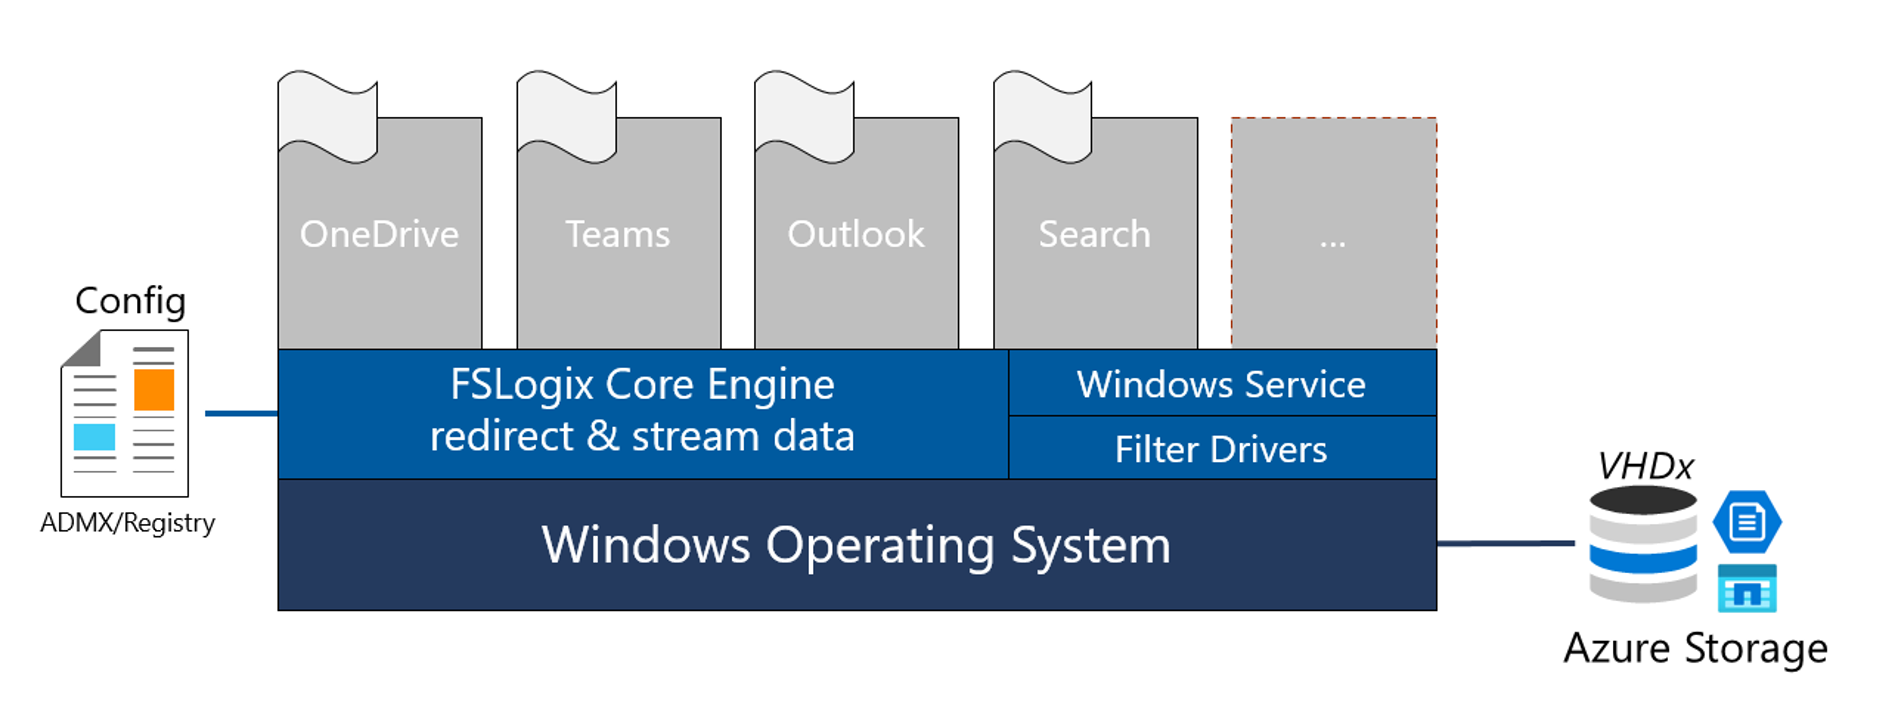 OneDrive
Teams
Outlook
Search
...
Config
ADMX/Registry
FSLogix Core Engine
redirect & stream data
Windows Service
Filter Drivers
Windows Operating System
VHDx
Azure Storage